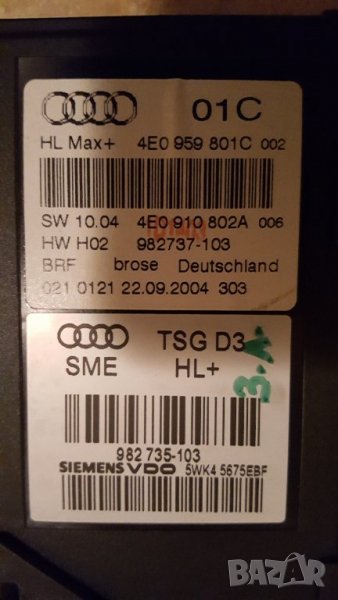 01C
HL Max+ 4E0 959 801C 002
SW 10.04 4E0 910 802A 006
HW H02 982737-103
BRF brose Deutschland
021 0121 22.09.2004 303
TSG D3
SME HL+
3.A
982 735-103
SIEMENS VDO 5WK4 5675EBF
BAZAR